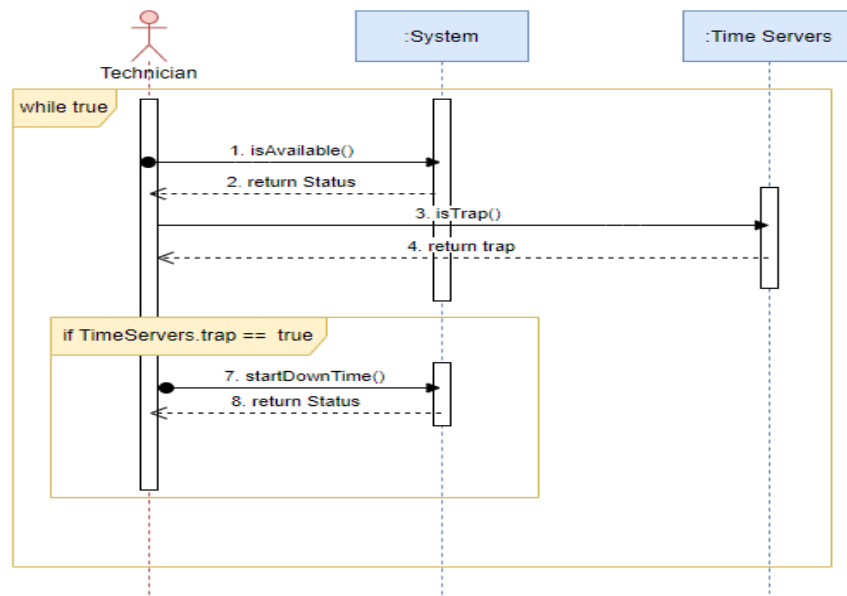 :System
:Time Servers
Technician
while true
1. isAvailable()
2. return Status
3. isTrap()
4. return trap
if TimeServers.trap == true
7. startDownTime()
8. return Status